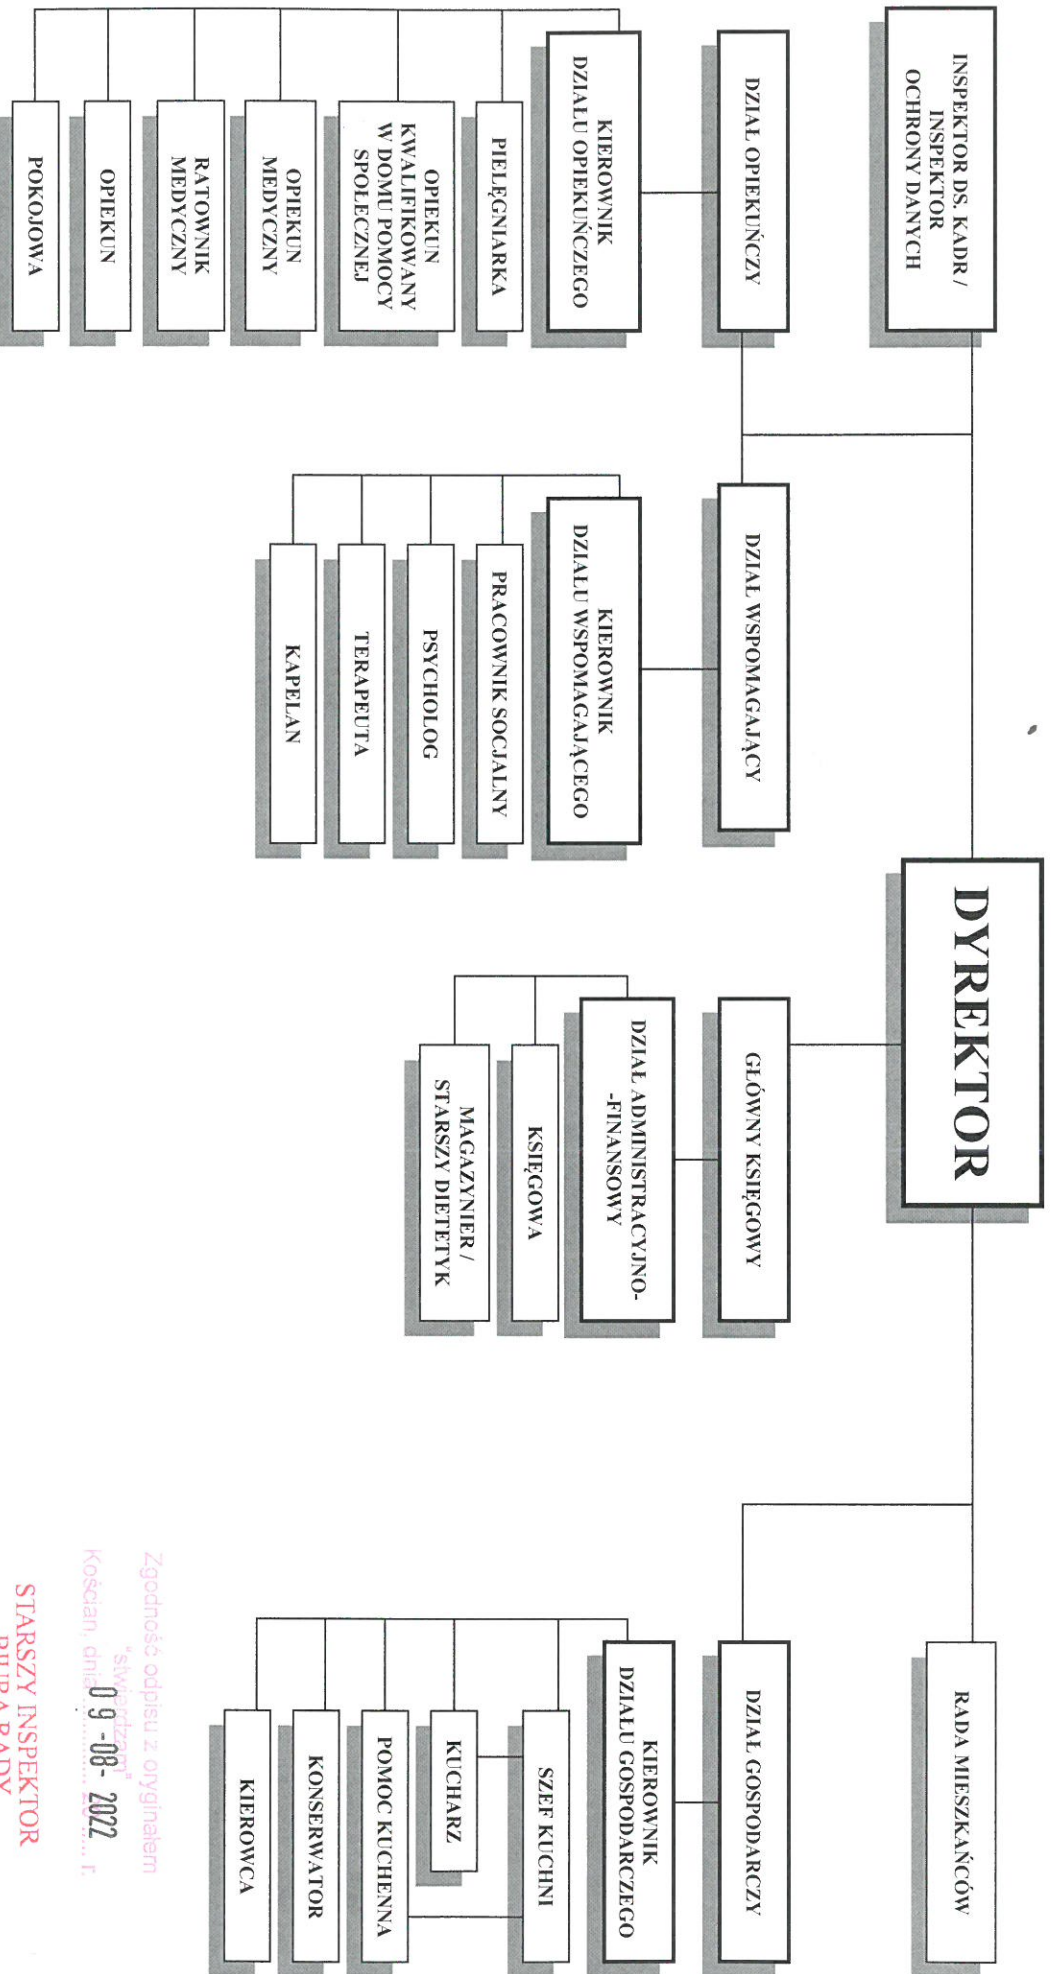 DYREKTOR
INSPEKTOR DS. KADR /
INSPEKTOR
OCHRONY DANYCH
RADA MIESZKAŃCÓW
DZIAŁ OPIEKUŃCZY
KIEROWNIK
DZIAŁU OPIEKUŃCZEGO
PIELĘGNIARKA
OPIEKUN
KWALIFIKOWANY
W DOMU POMOCY
SPOŁECZNEJ
OPIEKUN
MEDYCZNY
RATOWNIK
MEDYCZNY
OPIEKUN
POKOJOWA
DZIAŁ WSPOMAGAJĄCY
KIEROWNIK
DZIAŁU WSPOMAGAJĄCEGO
PRACOWNIK SOCJALNY
PSYCHOLOG
TERAPEUTA
KAPELAN
GŁÓWNY KSIĘGOWY
DZIAŁ ADMINISTRACYJNO-
-FINANSOWY
KSIĘGOWA
MAGAZYNIER /
STARSZY DIETETYK
DZIAŁ GOSPODARCZY
KIEROWNIK
DZIAŁU GOSPODARCZEGO
SZEF KUCHNI
KUCHARZ
POMOC KUCHENNA
KONSERWATOR
KIEROWCA
Zgodność odpisu z oryginałem
"stwierdzam"
Kościan, dnia 09-08-2022 r.
STARSZY INSPEKTOR
BIURA RADY